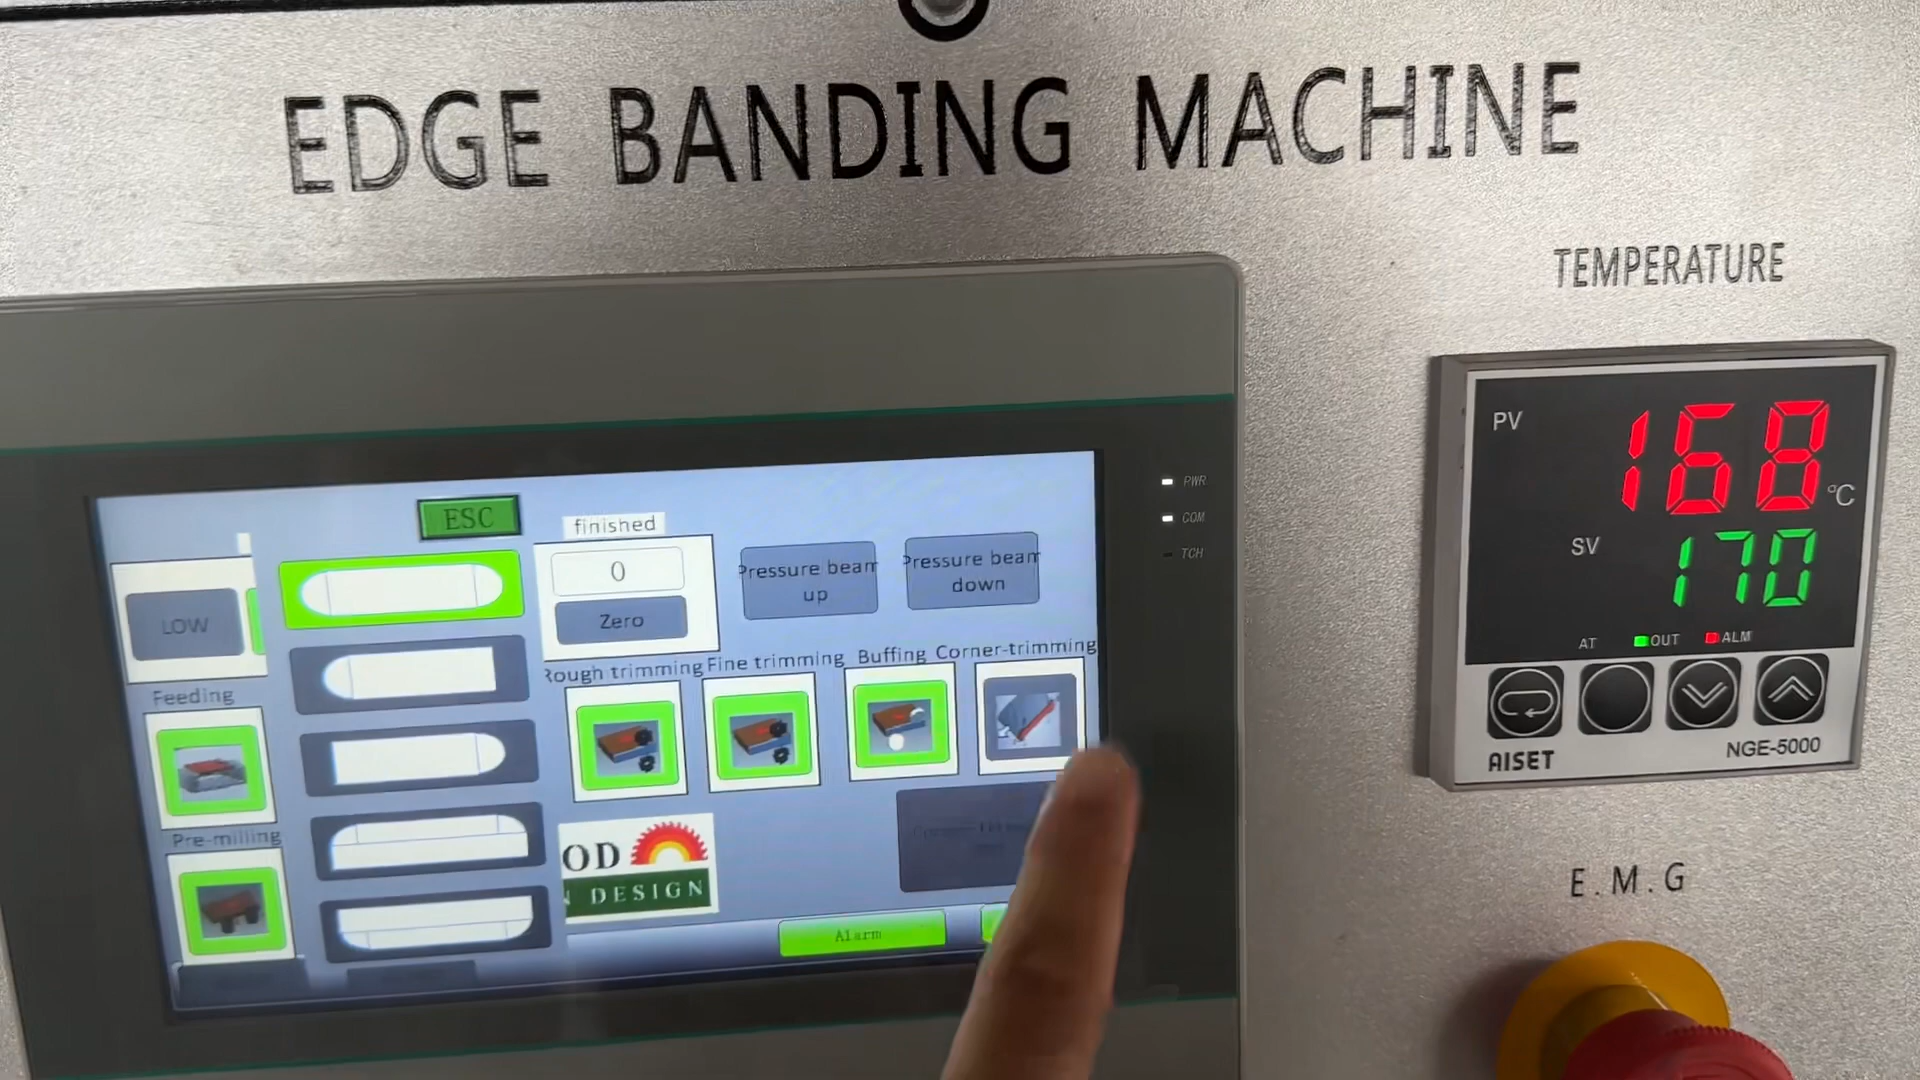 EDGE BANDING MACHINE
TEMPERATURE
PV 168 °C
SV 170
AT OUT ALM
AISET NGE-5000
E.M.G
PWR
COM
TCH
ESC
finished
0
Zero
LOW
Pressure beam
up
Pressure beam
down
Feeding
Rough trimming
Fine trimming
Buffing
Corner-trimming
Pre-milling
OD
DESIGN
Alarm